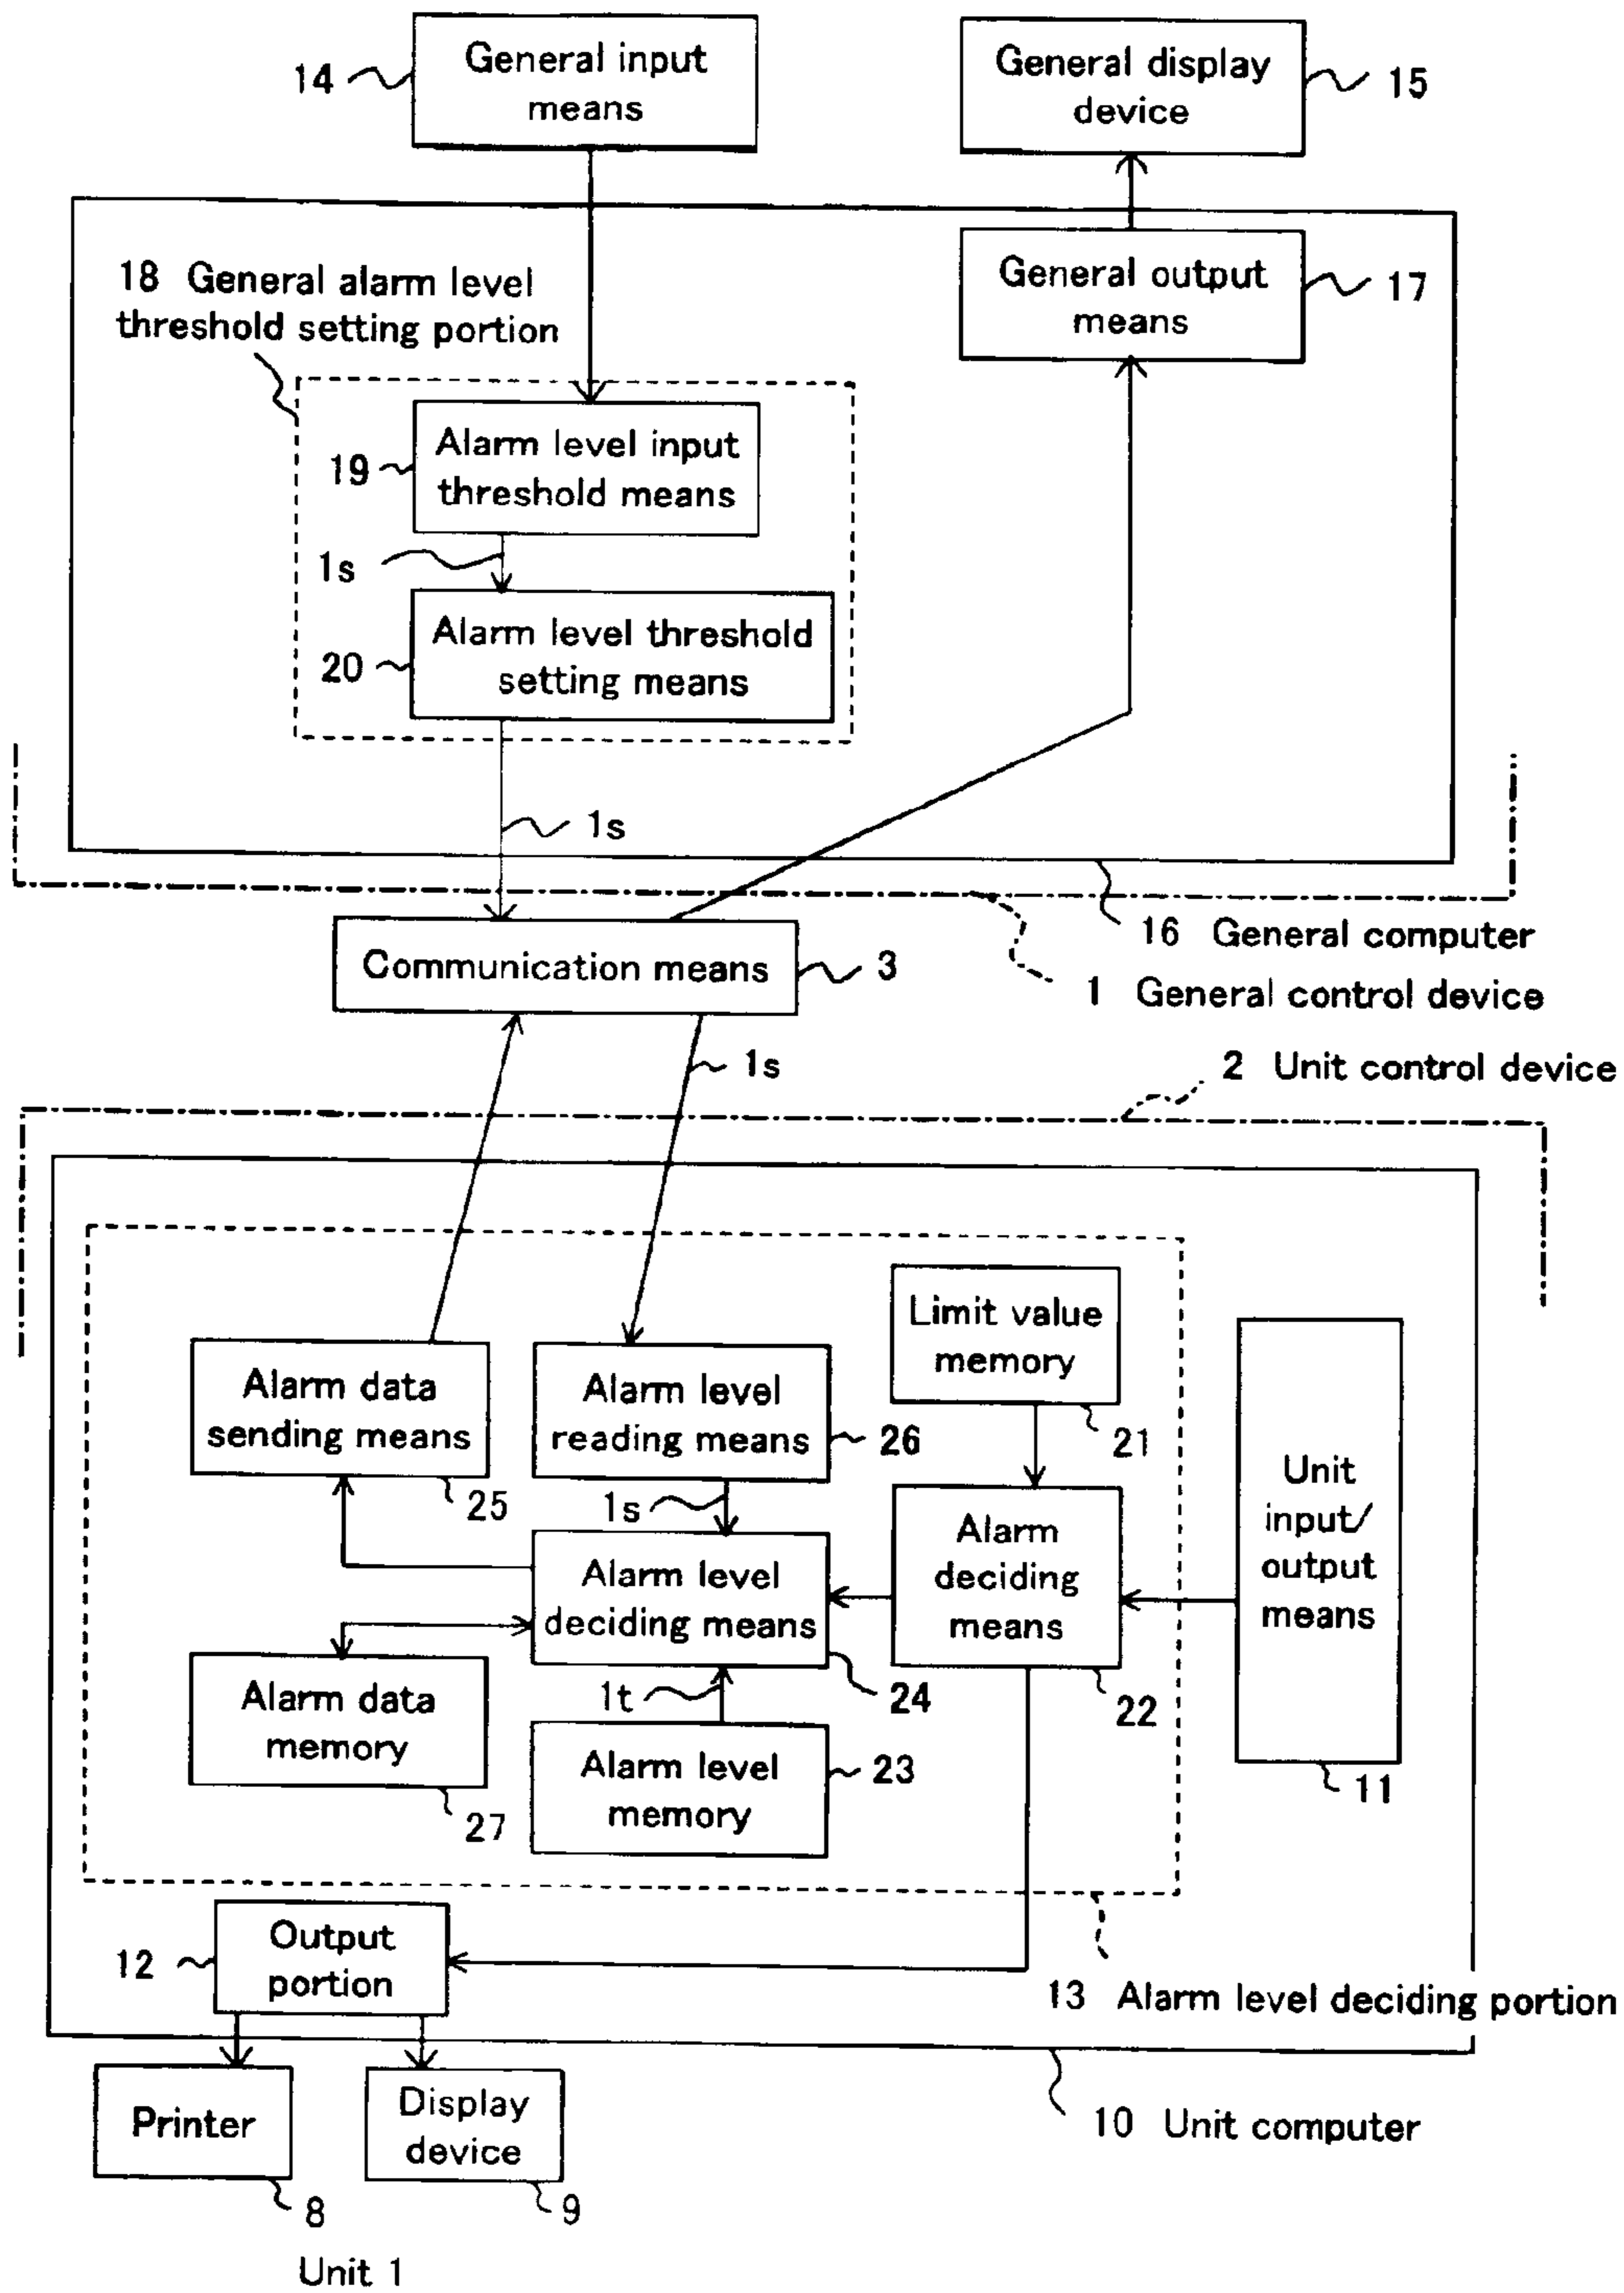 General input
means
14
General display
device
15
General output
means
17
18 General alarm level
threshold setting portion
Alarm level input
threshold means
19
1s
Alarm level threshold
setting means
20
1s
16 General computer
Communication means
3
1 General control device
1s
2 Unit control device
Limit value
memory
21
Alarm data
sending means
25
Alarm level
reading means
26
1s
Unit
input/
output
means
11
Alarm
deciding
means
22
Alarm level
deciding means
24
1t
Alarm data
memory
27
Alarm level
memory
23
Output
portion
12
13 Alarm level deciding portion
Printer
8
Display
device
9
10 Unit computer
Unit 1